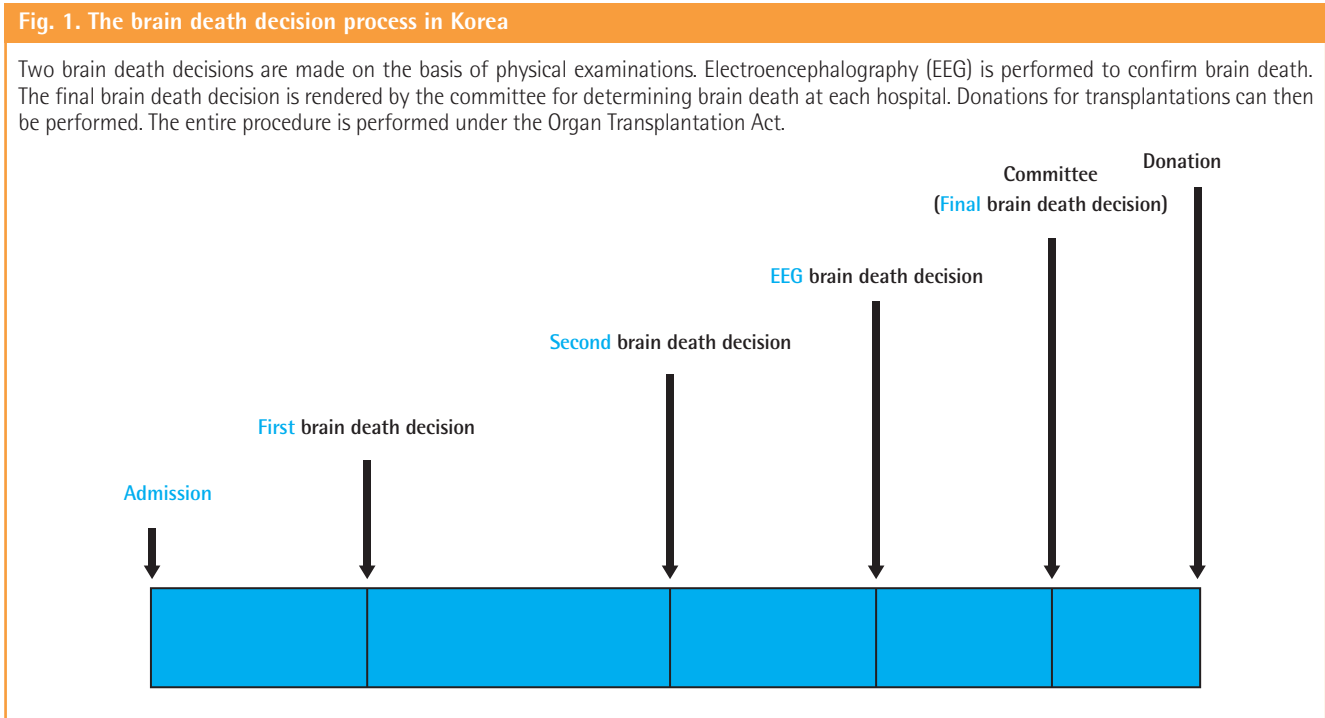 Fig. 1. The brain death decision process in Korea
Two brain death decisions are made on the basis of physical examinations. Electroencephalography (EEG) is performed to confirm brain death.
The final brain death decision is rendered by the committee for determining brain death at each hospital. Donations for transplantations can then
be performed. The entire procedure is performed under the Organ Transplantation Act.
Donation
Committee
(Final brain death decision)
EEG brain death decision
Second brain death decision
First brain death decision
Admission